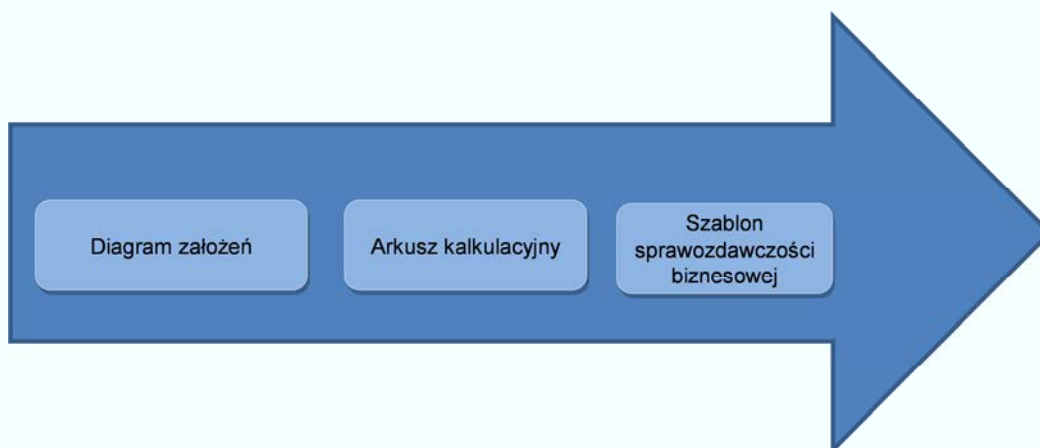 Diagram założeń
Arkusz kalkulacyjny
Szablon
sprawozdawczości
biznesowej